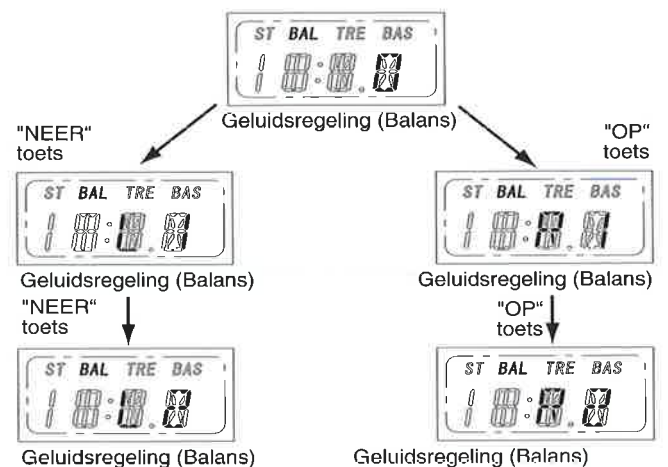 ST BAL TRE BAS
0
Geluidsregeling (Balans)
"NEER"
toets
"OP"
toets
ST BAL TRE BAS
ST BAL TRE BAS
Geluidsregeling (Balans)
Geluidsregeling (Balans)
"NEER"
toets
"OP"
toets
ST BAL TRE BAS
ST BAL TRE BAS
Geluidsregeling (Balans)
Geluidsregeling (Balans)